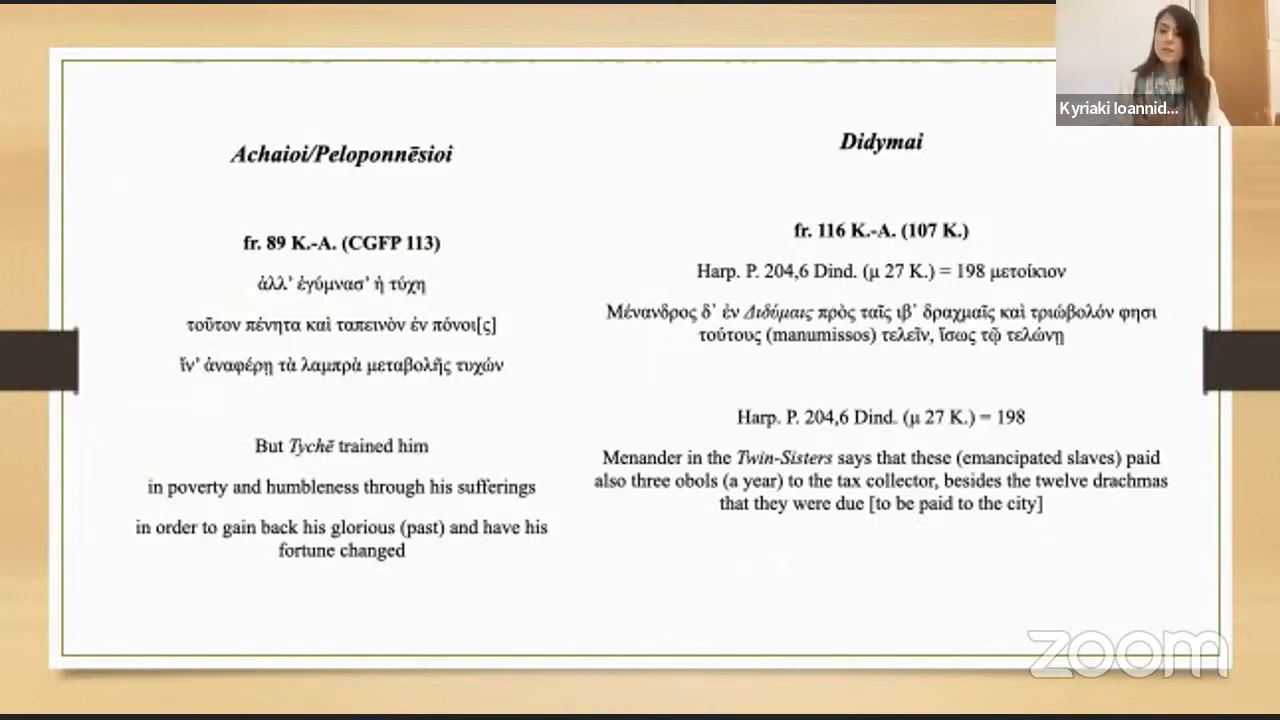 Kyriaki Ioannid...
Achaioi/Peloponnēsioi
fr. 89 K.-A. (CGFP 113)
ἀλλ' ἐγύμνασ' ἡ τύχη
τοῦτον πένητα καὶ ταπεινὸν ἐν πόνοι[ς]
ἵν' ἀναφέρῃ τὰ λαμπρὰ μεταβολῆς τυχών
But Tychē trained him
in poverty and humbleness through his sufferings
in order to gain back his glorious (past) and have his
fortune changed
Didymai
fr. 116 K.-A. (107 K.)
Harp. P. 204,6 Dind. (μ 27 K.) = 198 μετοίκιον
Μένανδρος δ' ἐν Διδύμαις πρὸς ταῖς ιβ' δραχμαῖς καὶ τριώβολόν φησι
τούτους (manumissos) τελεῖν, ἴσως τῷ τελώνῃ
Harp. P. 204,6 Dind. (μ 27 K.) = 198
Menander in the Twin-Sisters says that these (emancipated slaves) paid
also three obols (a year) to the tax collector, besides the twelve drachmas
that they were due [to be paid to the city]
zoom